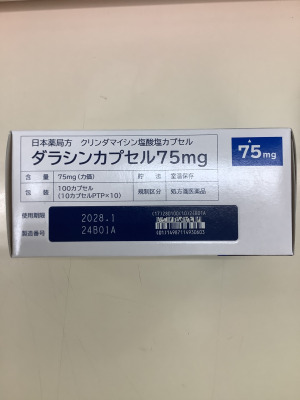 日本薬局方 クリンダマイシン塩酸塩カプセル
ダラシンカプセル75mg
75mg
含量 75mg(力価) 貯法 室温保存
包装 100カプセル
(10カプセルPTP×10) 規制区分 処方箋医薬品
使用期限 2028.1
製造番号 24B01A